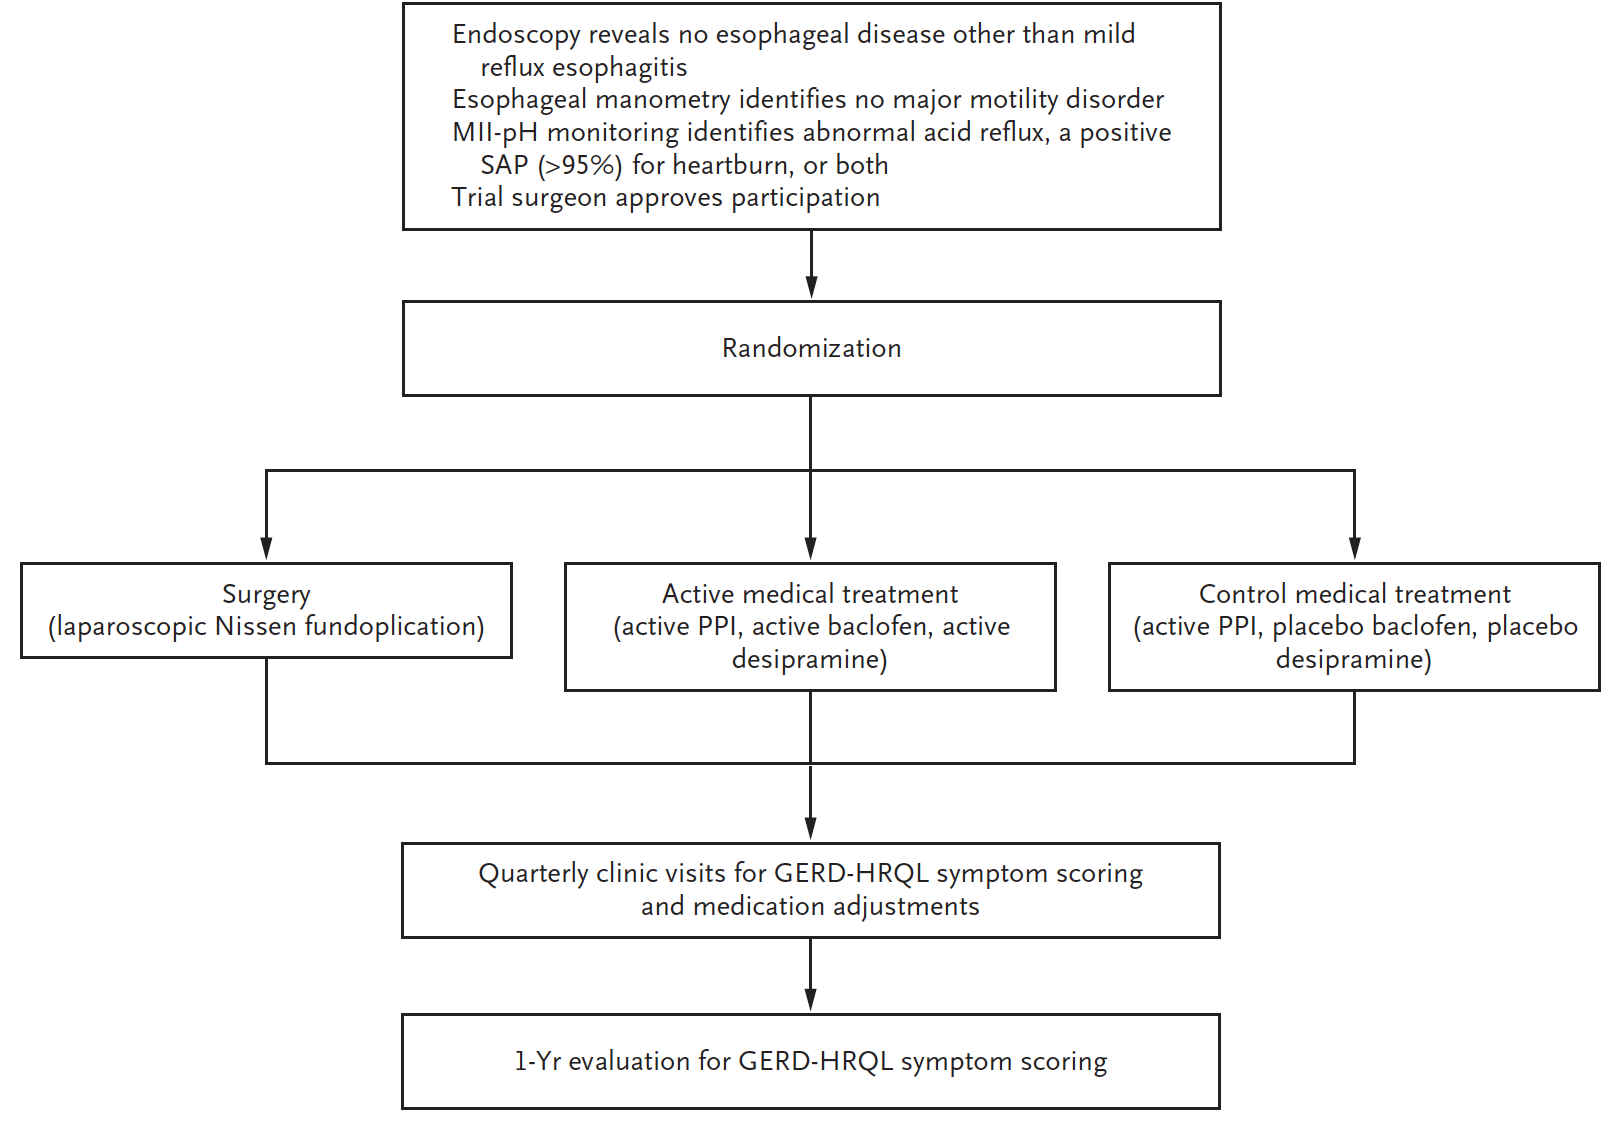 Endoscopy reveals no esophageal disease other than mild
reflux esophagitis
Esophageal manometry identifies no major motility disorder
MII-pH monitoring identifies abnormal acid reflux, a positive
SAP (>95%) for heartburn, or both
Trial surgeon approves participation
Randomization
Surgery
(laparoscopic Nissen fundoplication)
Active medical treatment
(active PPI, active baclofen, active
desipramine)
Control medical treatment
(active PPI, placebo baclofen, placebo
desipramine)
Quarterly clinic visits for GERD-HRQL symptom scoring
and medication adjustments
1-Yr evaluation for GERD-HRQL symptom scoring